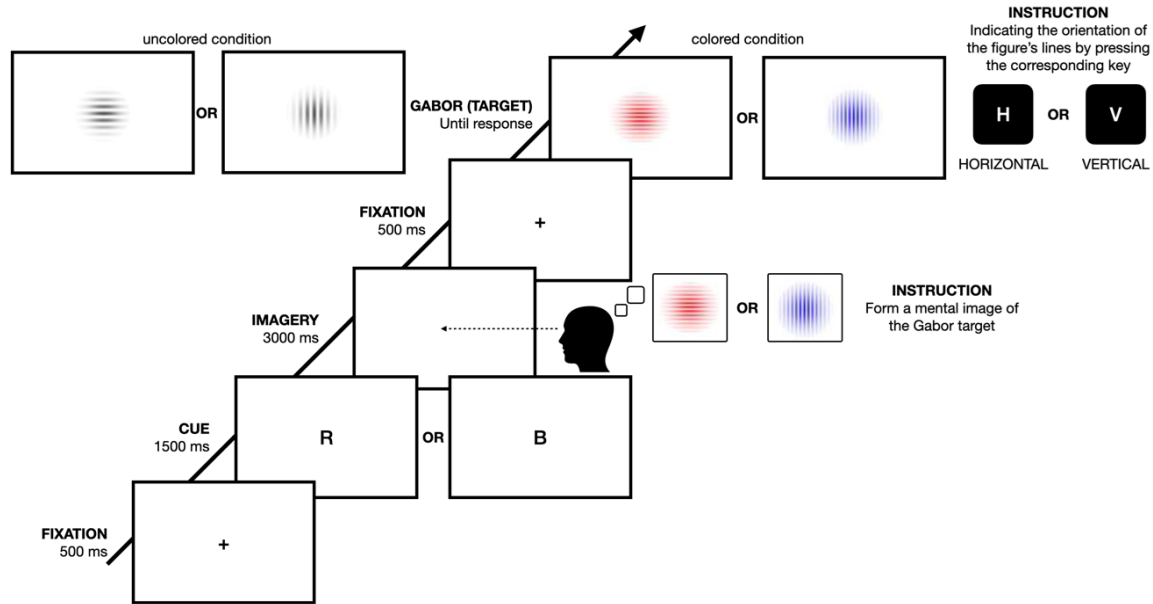 uncolored condition
OR
GABOR (TARGET)
Until response
colored condition
OR
INSTRUCTION
Indicating the orientation of
the figure's lines by pressing
the corresponding key
H OR V
HORIZONTAL VERTICAL
FIXATION
500 ms
+
IMAGERY
3000 ms
OR
INSTRUCTION
Form a mental image of
the Gabor target
CUE
1500 ms
R OR B
FIXATION
500 ms
+